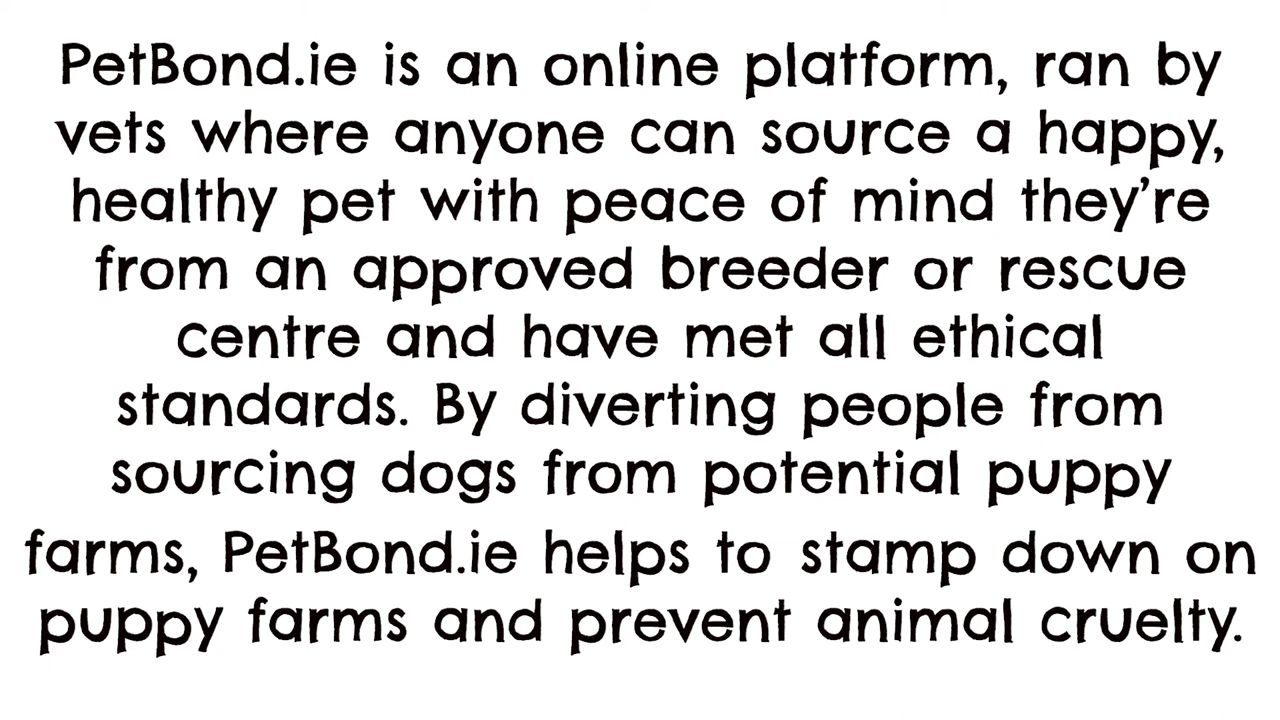 PetBond.ie is an online platform, ran by
vets where anyone can source a happy,
healthy pet with peace of mind they’re
from an approved breeder or rescue
centre and have met all ethical
standards. By diverting people from
sourcing dogs from potential puppy
farms, PetBond.ie helps to stamp down on
puppy farms and prevent animal cruelty.